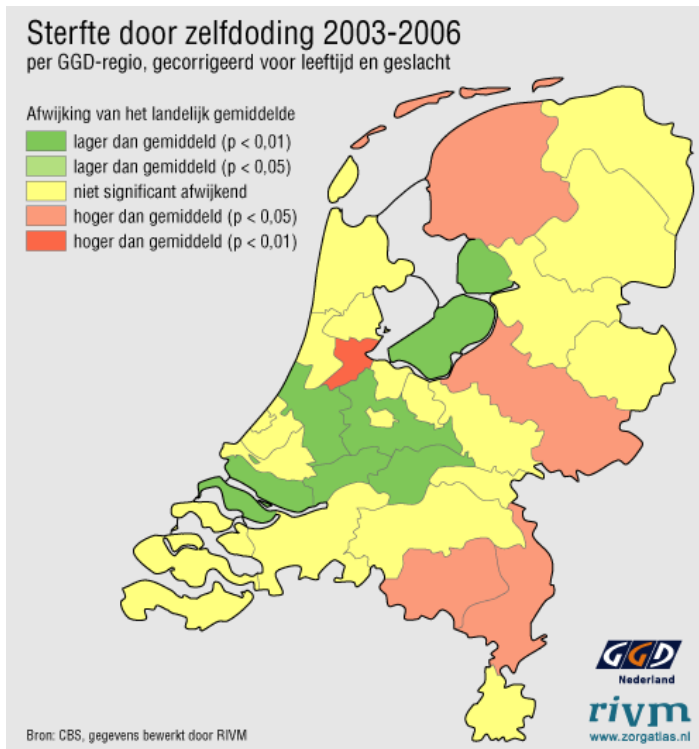 Sterfte door zelfdoding 2003-2006
per GGD-regio, gecorrigeerd voor leeftijd en geslacht
Afwijking van het landelijk gemiddelde
lager dan gemiddeld (p < 0,01)
lager dan gemiddeld (p < 0,05)
niet significant afwijkend
hoger dan gemiddeld (p < 0,05)
hoger dan gemiddeld (p < 0,01)
GGD
Nederland
rivm
www.zorgatlas.nl
Bron: CBS, gegevens bewerkt door RIVM